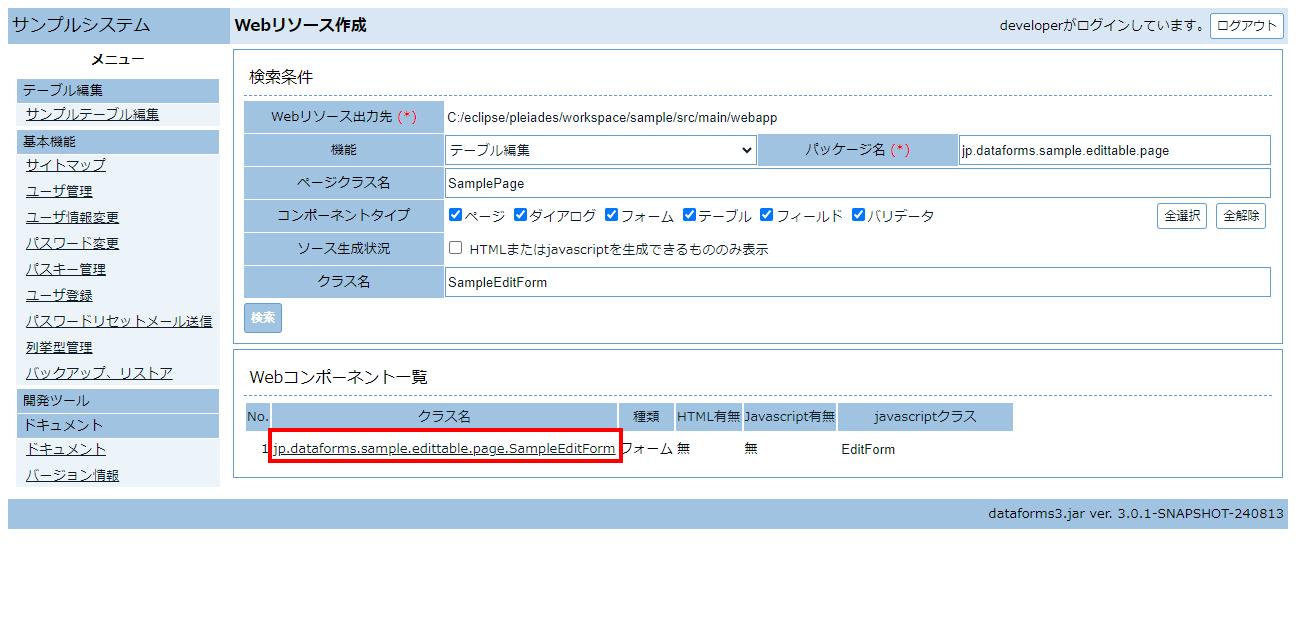 サンプルシステム
Webリソース作成
developerがログインしています。 ログアウト
メニュー
テーブル編集
サンプルテーブル編集
基本機能
サイトマップ
ユーザ管理
ユーザ情報変更
パスワード変更
パスキー管理
ユーザ登録
パスワードリセットメール送信
列挙型管理
バックアップ、リストア
開発ツール
ドキュメント
ドキュメント
バージョン情報
検索条件
Webリソース出力先 (*) C:/eclipse/pleiades/workspace/sample/src/main/webapp
機能 テーブル編集 パッケージ名 (*) jp.dataforms.sample.edittable.page
ページクラス名 SamplePage
コンポーネントタイプ ページ ダイアログ フォーム テーブル フィールド バリデータ 全選択 全解除
ソース生成状況 HTMLまたはjavascriptを生成できるもののみ表示
クラス名 SampleEditForm
検索
Webコンポーネント一覧
No. クラス名 種類 HTML有無 Javascript有無 javascriptクラス
1 jp.dataforms.sample.edittable.page.SampleEditForm フォーム 無 無 EditForm
dataforms3.jar ver. 3.0.1-SNAPSHOT-240813